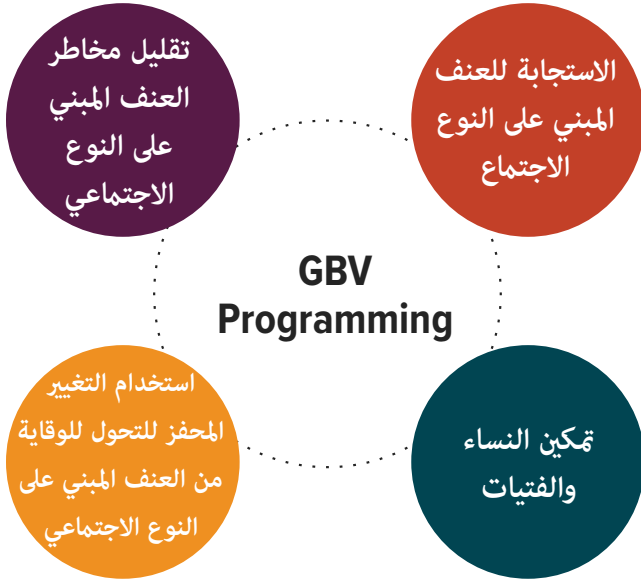 الاستجابة للعنف
المبني على النوع
الاجتماع
تقليل مخاطر
العنف المبني
على النوع
الاجتماعي
GBV
Programming
تمكين النساء
والفتيات
استخدام التغيير
المحفز للتحول للوقاية
من العنف المبني على
النوع الاجتماعي